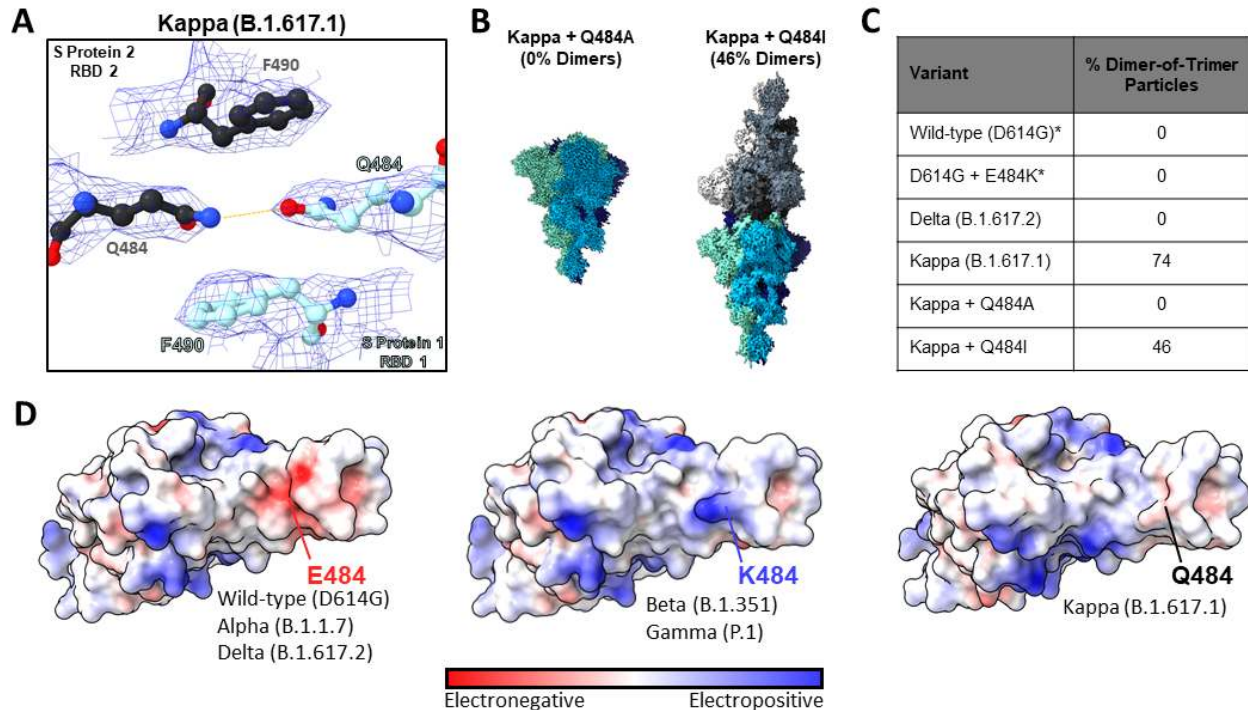 A
Kappa (B.1.617.1)
S Protein 2
RBD 2
F490
Q484
Q484
F490
S Protein 1
RBD 1
B
Kappa + Q484A
(0% Dimers)
Kappa + Q484I
(46% Dimers)
C
Variant % Dimer-of-Trimer
Particles
Wild-type (D614G)* 0
D614G + E484K* 0
Delta (B.1.617.2) 0
Kappa (B.1.617.1) 74
Kappa + Q484A 0
Kappa + Q484I 46
D
E484
Wild-type (D614G)
Alpha (B.1.1.7)
Delta (B.1.617.2)
K484
Beta (B.1.351)
Gamma (P.1)
Q484
Kappa (B.1.617.1)
Electronegative Electropositive